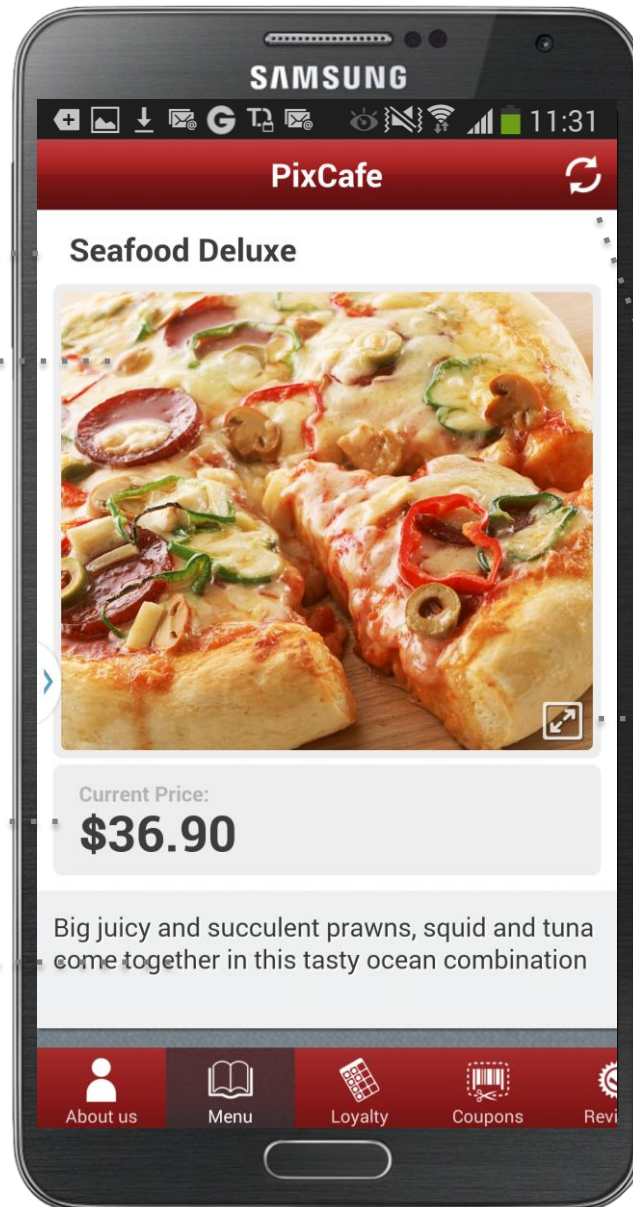 SAMSUNG
11:31
PixCafe
Seafood Deluxe
Current Price:
$36.90
Big juicy and succulent prawns, squid and tuna
come together in this tasty ocean combination
About us
Menu
Loyalty
Coupons
Revi